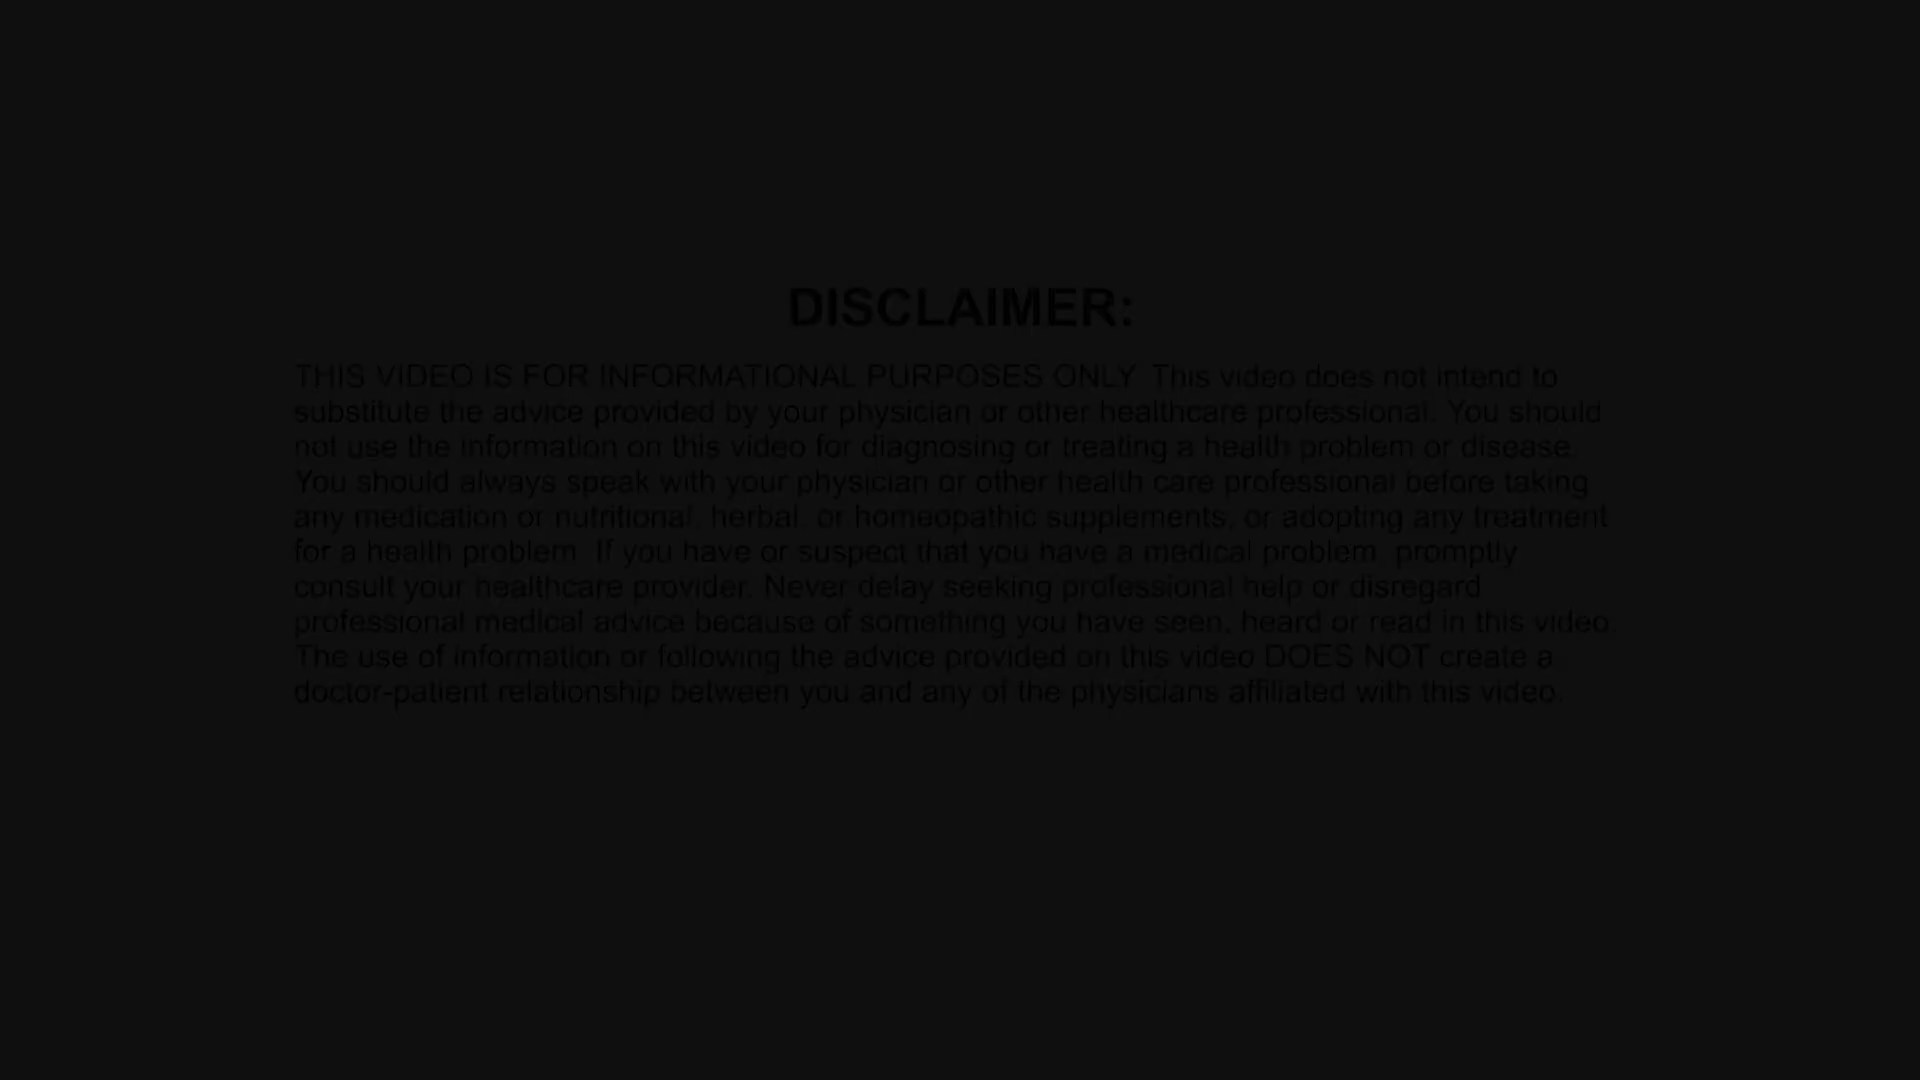 DISCLAIMER:
THIS VIDEO IS FOR INFORMATIONAL PURPOSES ONLY. This video does not intend to
substitute the advice provided by your physician or other healthcare professional. You should
not use the information on this video for diagnosing or treating a health problem or disease.
You should always speak with your physician or other health care professional before taking
any medication or nutritional, herbal, or homeopathic supplements, or adopting any treatment
for a health problem. If you have or suspect that you have a medical problem, promptly
consult your healthcare provider. Never delay seeking professional help or disregard
professional medical advice because of something you have seen, heard or read in this video.
The use of information or following the advice provided on this video DOES NOT create a
doctor-patient relationship between you and any of the physicians affiliated with this video.